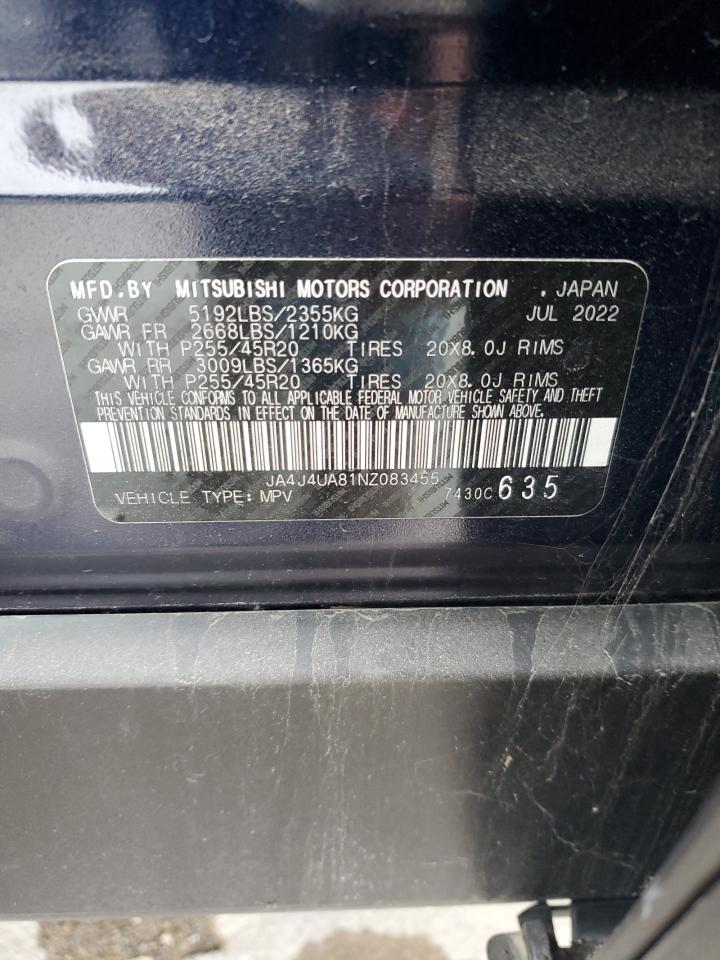 MFD.BY MITSUBISHI MOTORS CORPORATION . JAPAN
GVWR 5192LBS/2355KG JUL 2022
GAWR FR 2668LBS/1210KG
WITH P255/45R20 TIRES 20X8.0J RIMS
GAWR RR 3009LBS/1365KG
WITH P255/45R20 TIRES 20X8.0J RIMS
THIS VEHICLE CONFORMS TO ALL APPLICABLE FEDERAL MOTOR VEHICLE SAFETY AND THEFT
PREVENTION STANDARDS IN EFFECT ON THE DATE OF MANUFACTURE SHOWN ABOVE.
JA4J4UA81NZ083455
VEHICLE TYPE: MPV 7430C 635